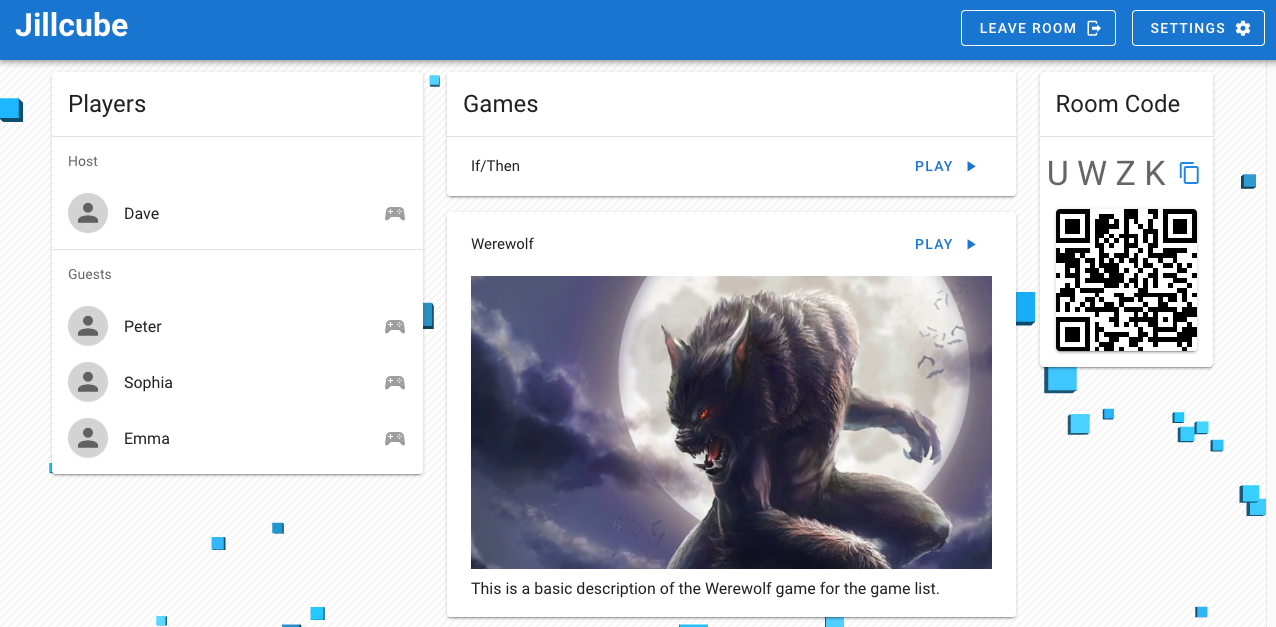 Jillcube
LEAVE ROOM
SETTINGS
Players
Host
Dave
Guests
Peter
Sophia
Emma
Games
If/Then
PLAY
Werewolf
PLAY
This is a basic description of the Werewolf game for the game list.
Room Code
UWZK